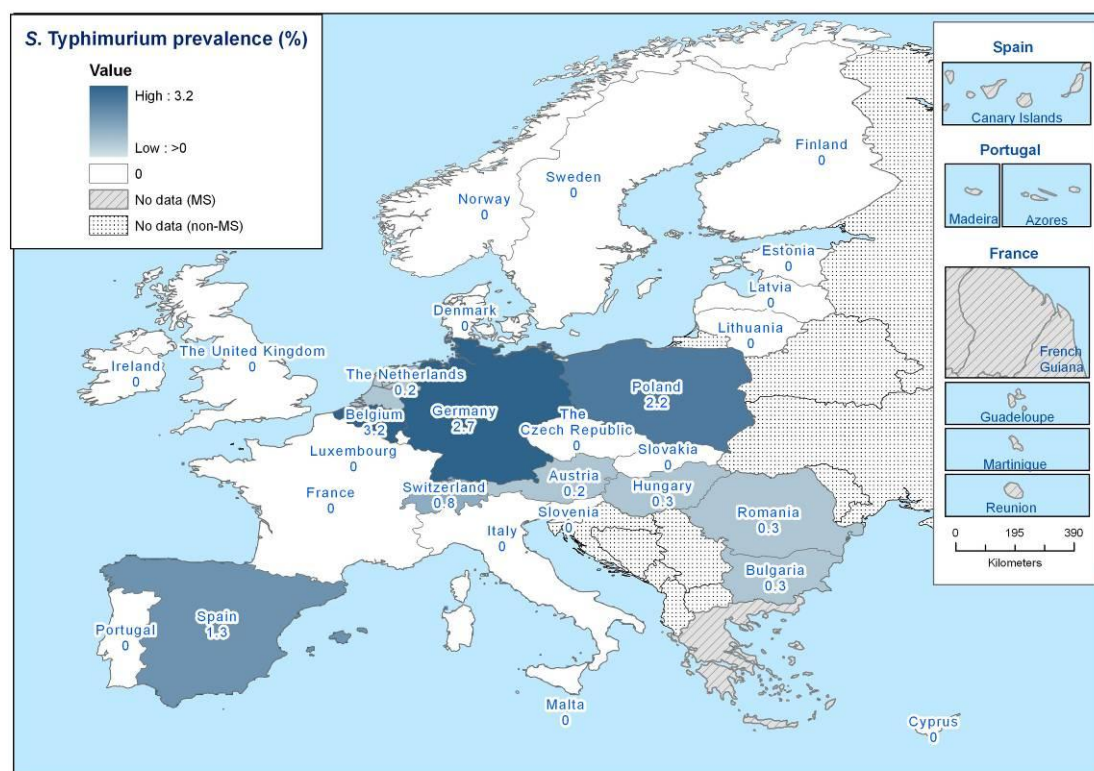 S. Typhimurium prevalence (%)
Value
High : 3.2
Low : >0
0
No data (MS)
No data (non-MS)
Norway
0
Sweden
0
Finland
0
Estonia
0
Latvia
0
Lithuania
0
Denmark
0
Ireland
0
The United Kingdom
0
The Netherlands
0.2
Belgium
3.2
Germany
2.7
Poland
2.2
Luxembourg
0
The
Czech Republic
0
Slovakia
0
France
0
Switzerland
0.8
Austria
0.2
Hungary
0.3
Slovenia
0
Italy
0
Romania
0.3
Bulgaria
0.3
Portugal
0
Spain
1.3
Malta
0
Cyprus
0
Spain
Canary Islands
Portugal
Madeira
Azores
France
French
Guiana
Guadeloupe
Martinique
Reunion
0 195 390
Kilometers